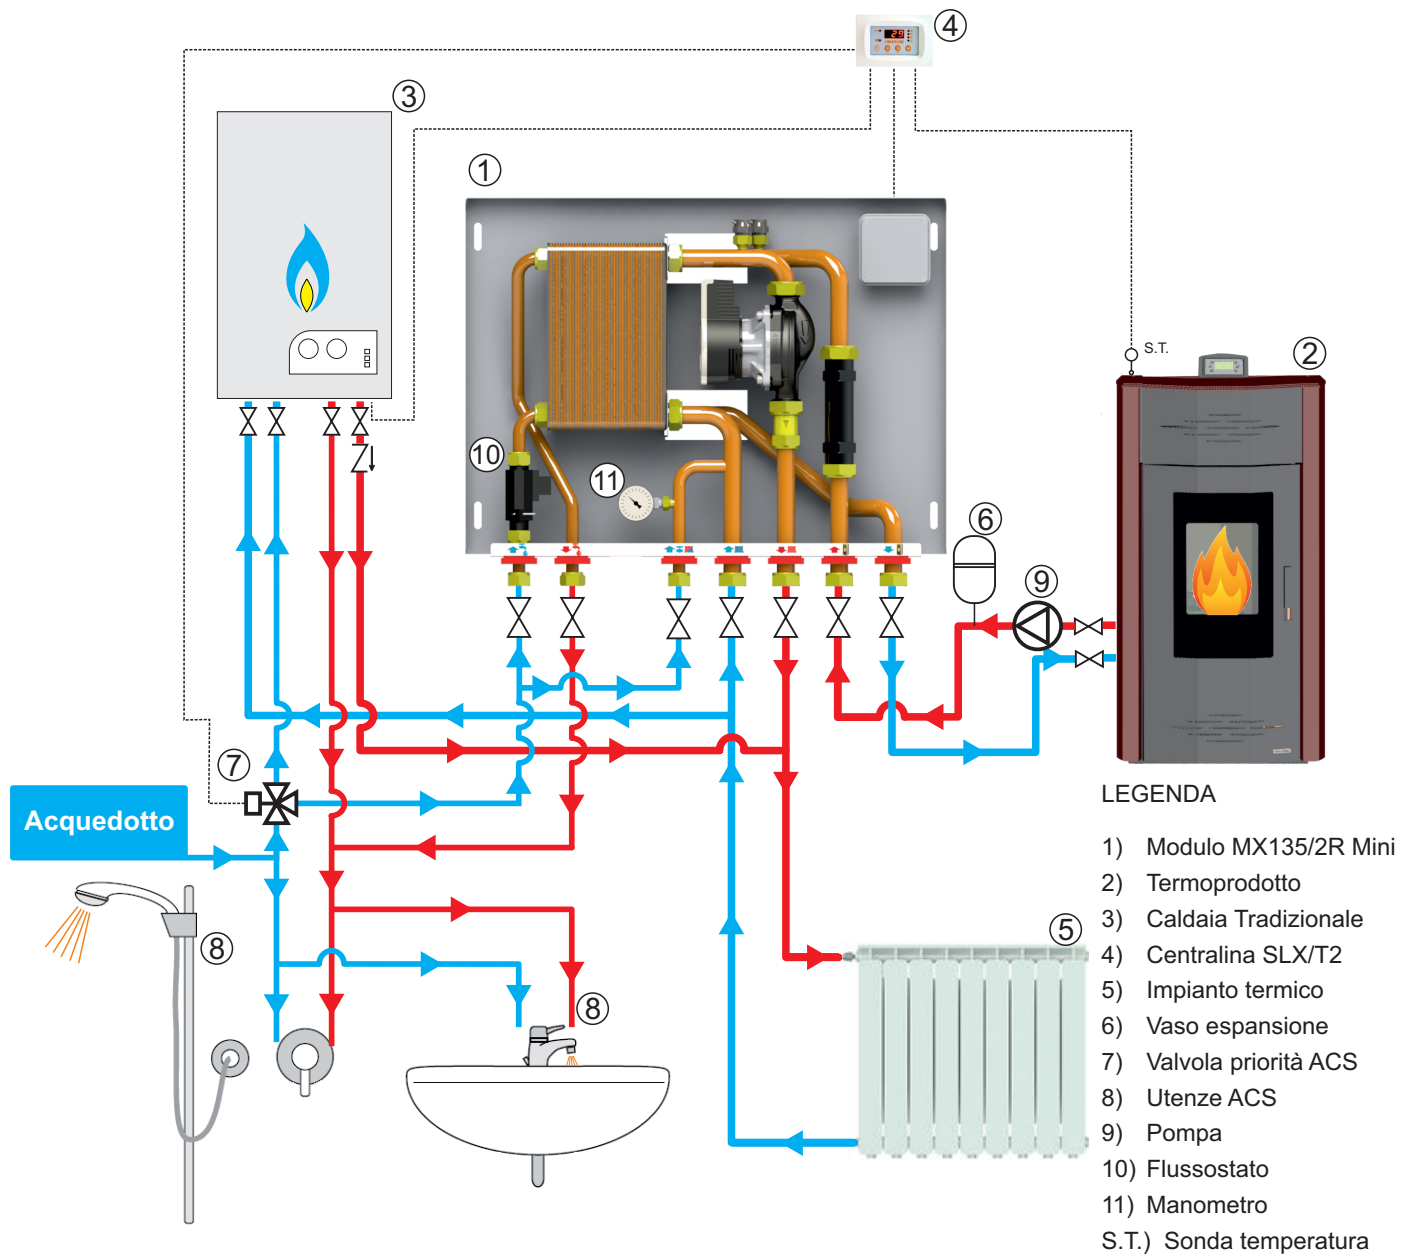 4
29
3
1
S.T.
2
10
11
6
9
7
Acquedotto
8
5
8
LEGENDA
1) Modulo MX135/2R Mini
2) Termoprodotto
3) Caldaia Tradizionale
4) Centralina SLX/T2
5) Impianto termico
6) Vaso espansione
7) Valvola priorità ACS
8) Utenze ACS
9) Pompa
10) Flussostato
11) Manometro
S.T.) Sonda temperatura